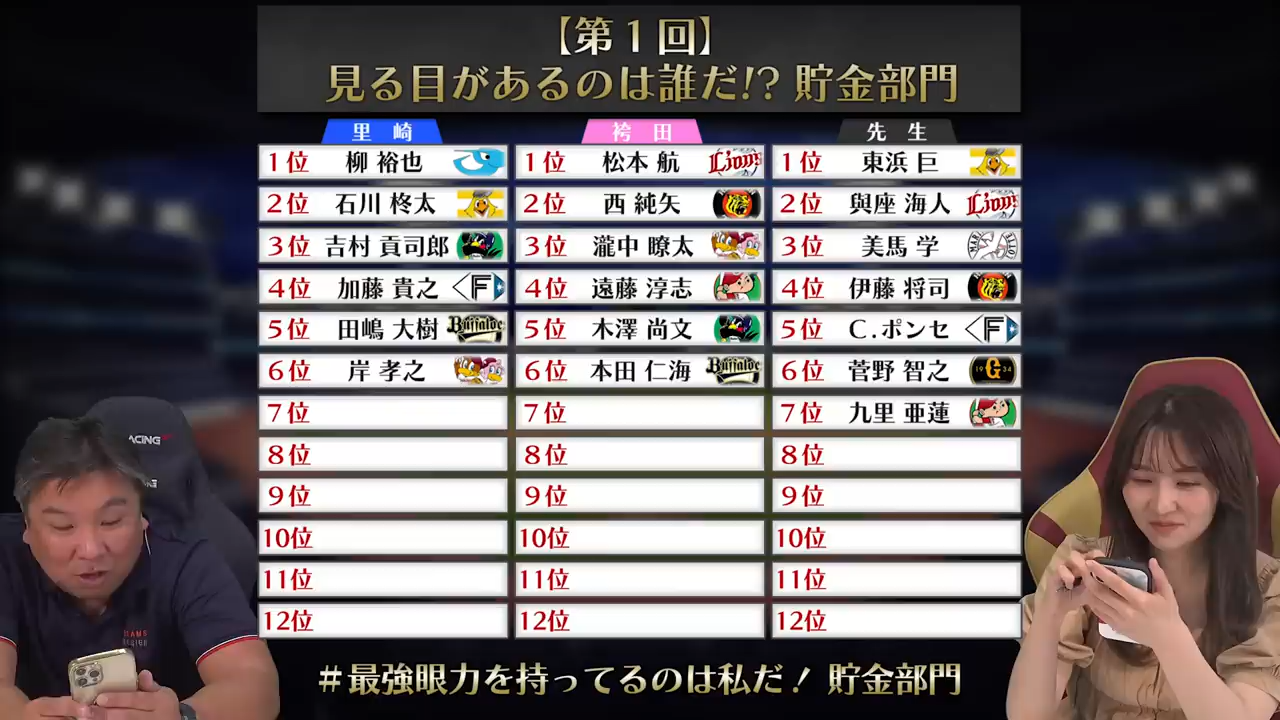 【第1回】
見る目があるのは誰だ!? 貯金部門
里崎 袴田 先生
1位 柳 裕也 1位 松本 航 Lions 1位 東浜 巨
2位 石川 柊太 2位 西 純矢 2位 與座 海人 Lions
3位 吉村 貢司郎 3位 瀧中 瞭太 3位 美馬 学
4位 加藤 貴之 F 4位 遠藤 淳志 4位 伊藤 将司
5位 田嶋 大樹 Buffaloes 5位 木澤 尚文 5位 C.ポンセ F
6位 岸 孝之 6位 本田 仁海 Buffaloes 6位 菅野 智之 19 G 34
7位 7位 7位 九里 亜蓮
8位 8位 8位
9位 9位 9位
10位 10位 10位
11位 11位 11位
12位 12位 12位
#最強眼力を持ってるのは私だ! 貯金部門